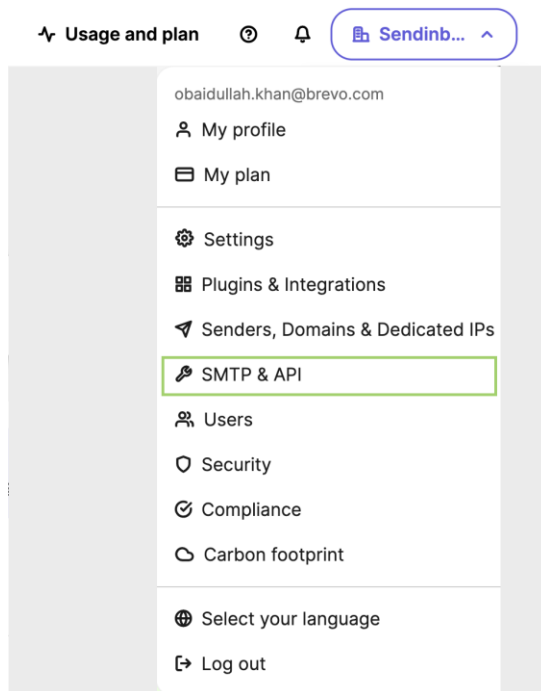 Usage and plan
Sendinb...
obaidullah.khan@brevo.com
My profile
My plan
Settings
Plugins & Integrations
Senders, Domains & Dedicated IPs
SMTP & API
Users
Security
Compliance
Carbon footprint
Select your language
Log out